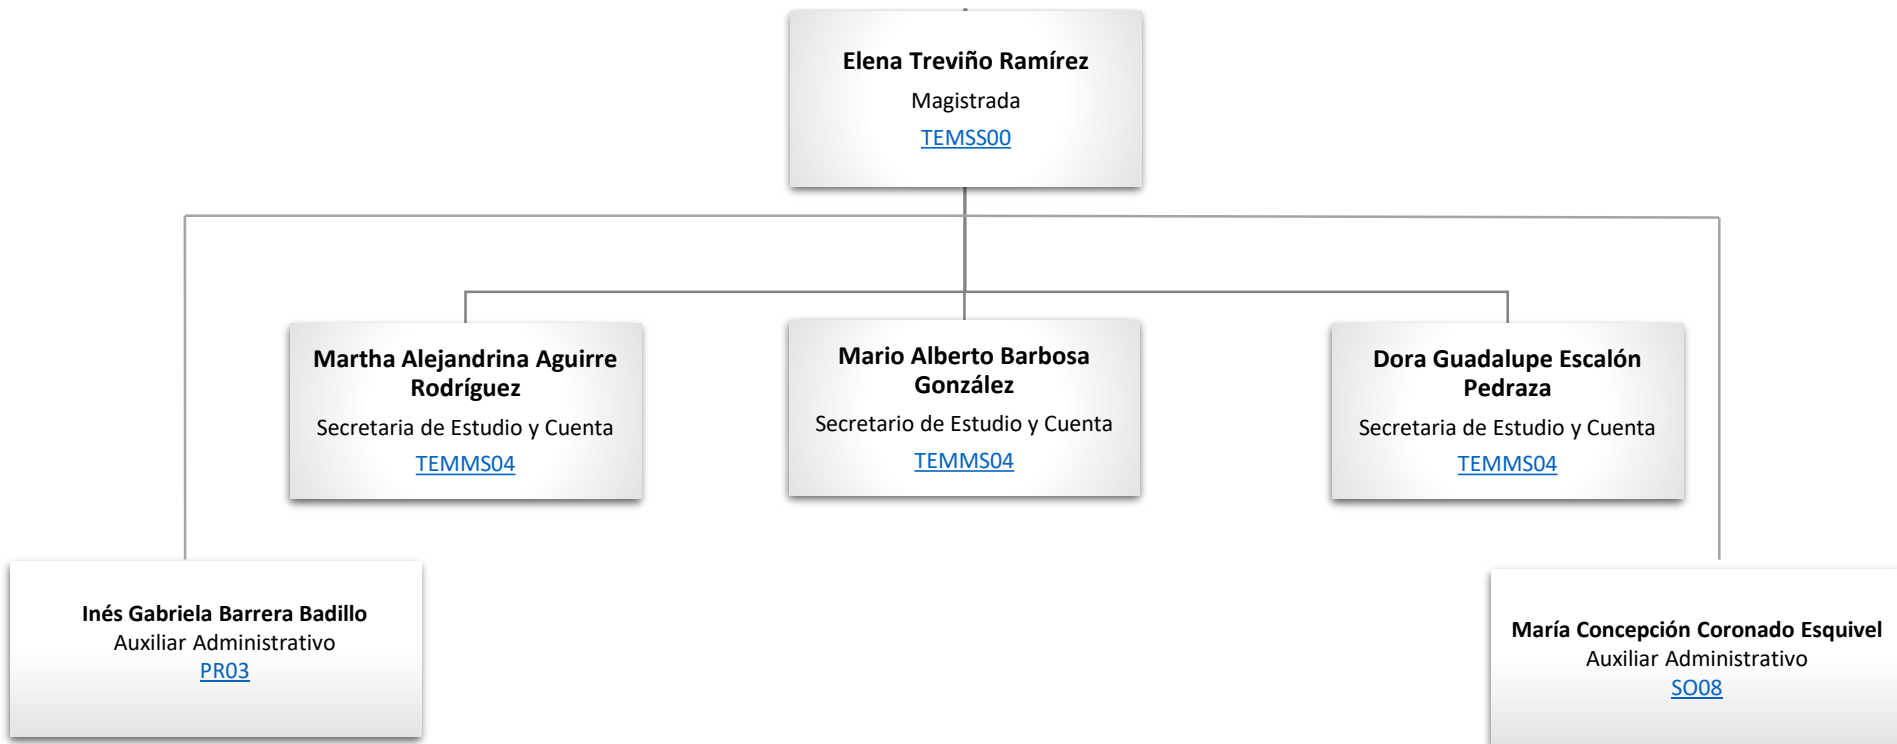 Elena Treviño Ramírez
Magistrada
TEMSS00
Martha Alejandrina Aguirre
Rodríguez
Secretaria de Estudio y Cuenta
TEMMS04
Mario Alberto Barbosa
González
Secretario de Estudio y Cuenta
TEMMS04
Dora Guadalupe Escalón
Pedraza
Secretaria de Estudio y Cuenta
TEMMS04
Inés Gabriela Barrera Badillo
Auxiliar Administrativo
PR03
María Concepción Coronado Esquivel
Auxiliar Administrativo
SO08